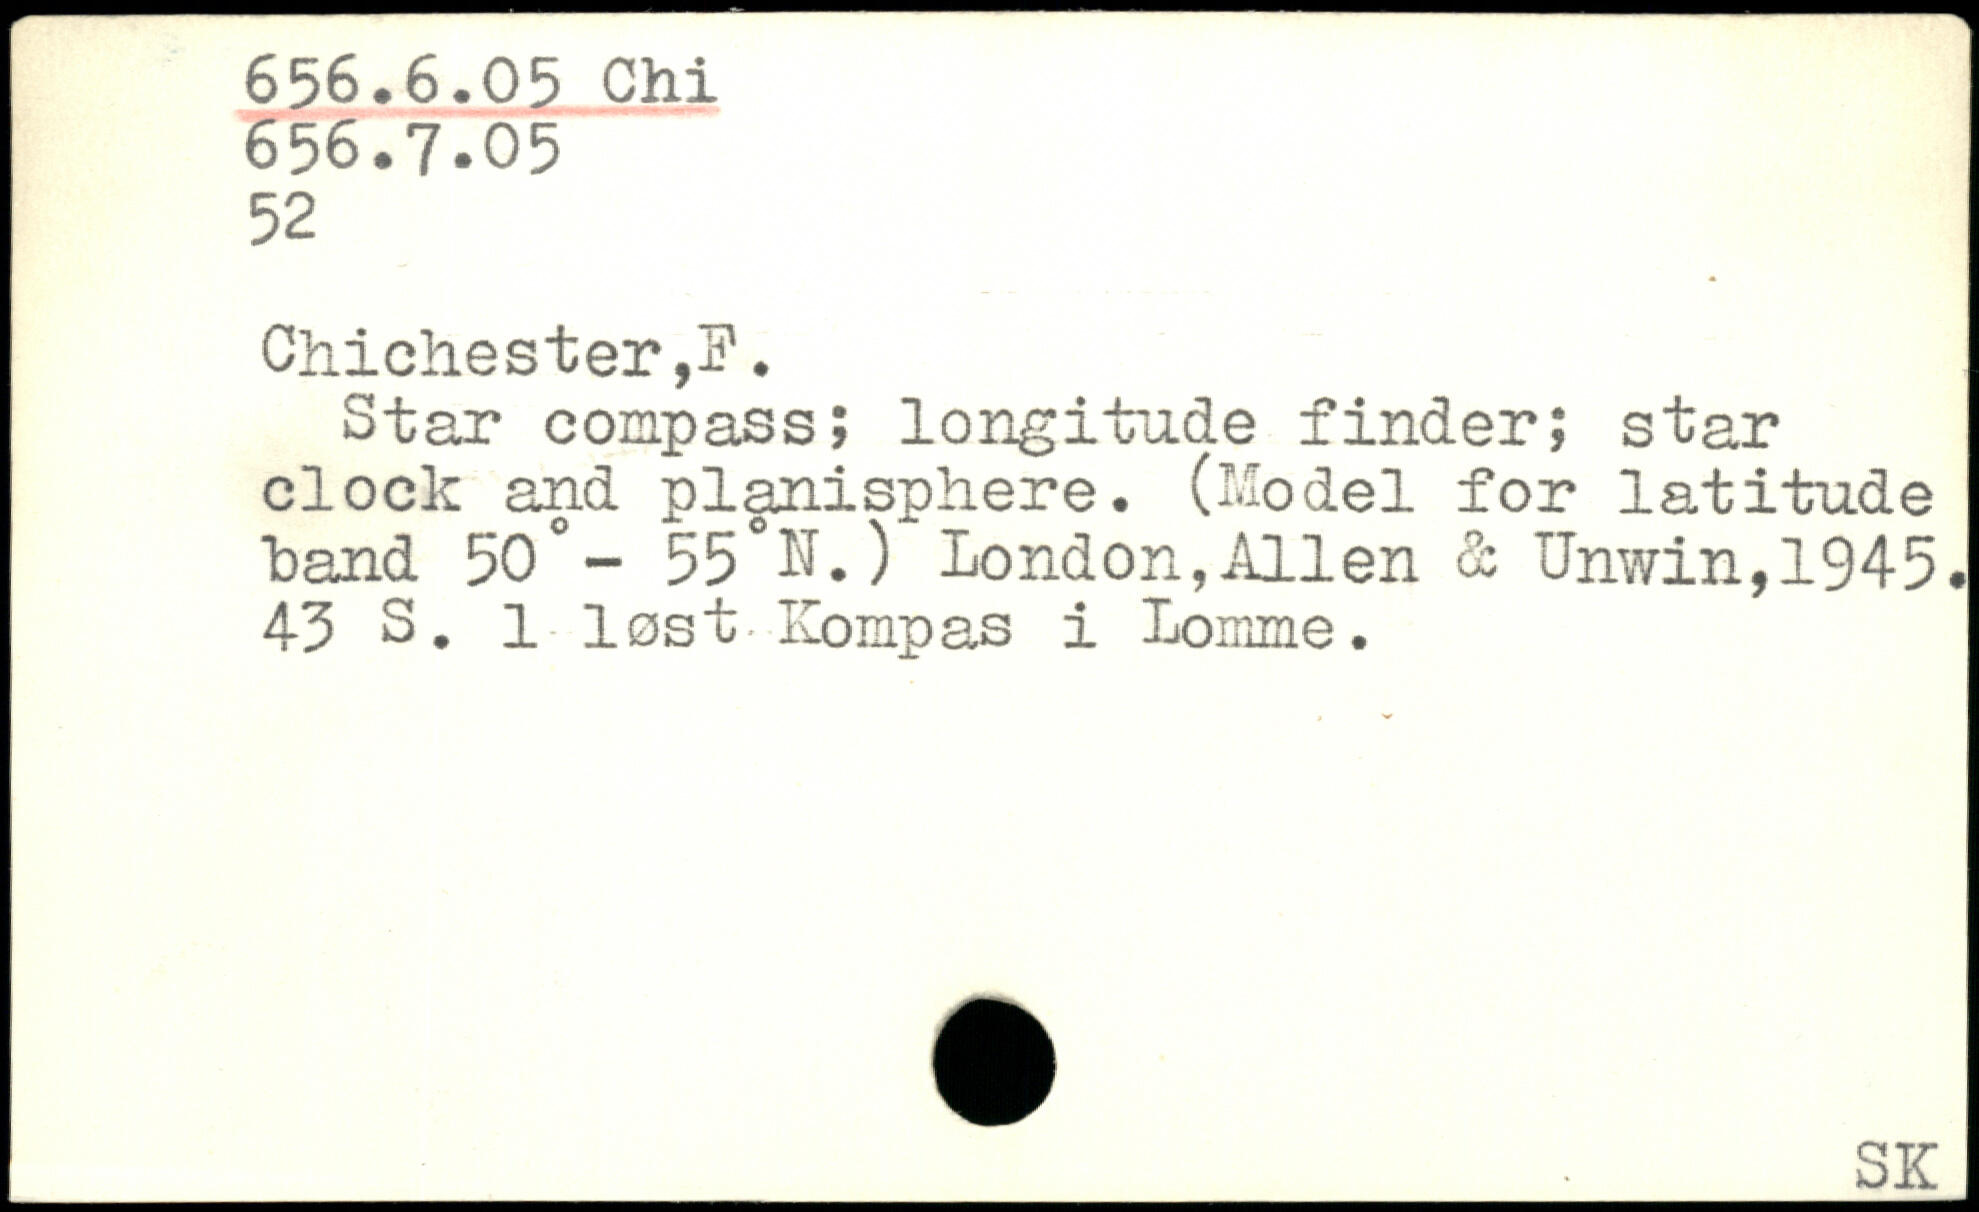 656.6.05 Chi
656.7.05
52
Chichester,F.
Star compass; longitude finder; star
clock and planisphere. (Model for latitude
band 50° - 55°N.) London,Allen & Unwin,1945.
43 S. 1 løst Kompas i Lomme.
SK